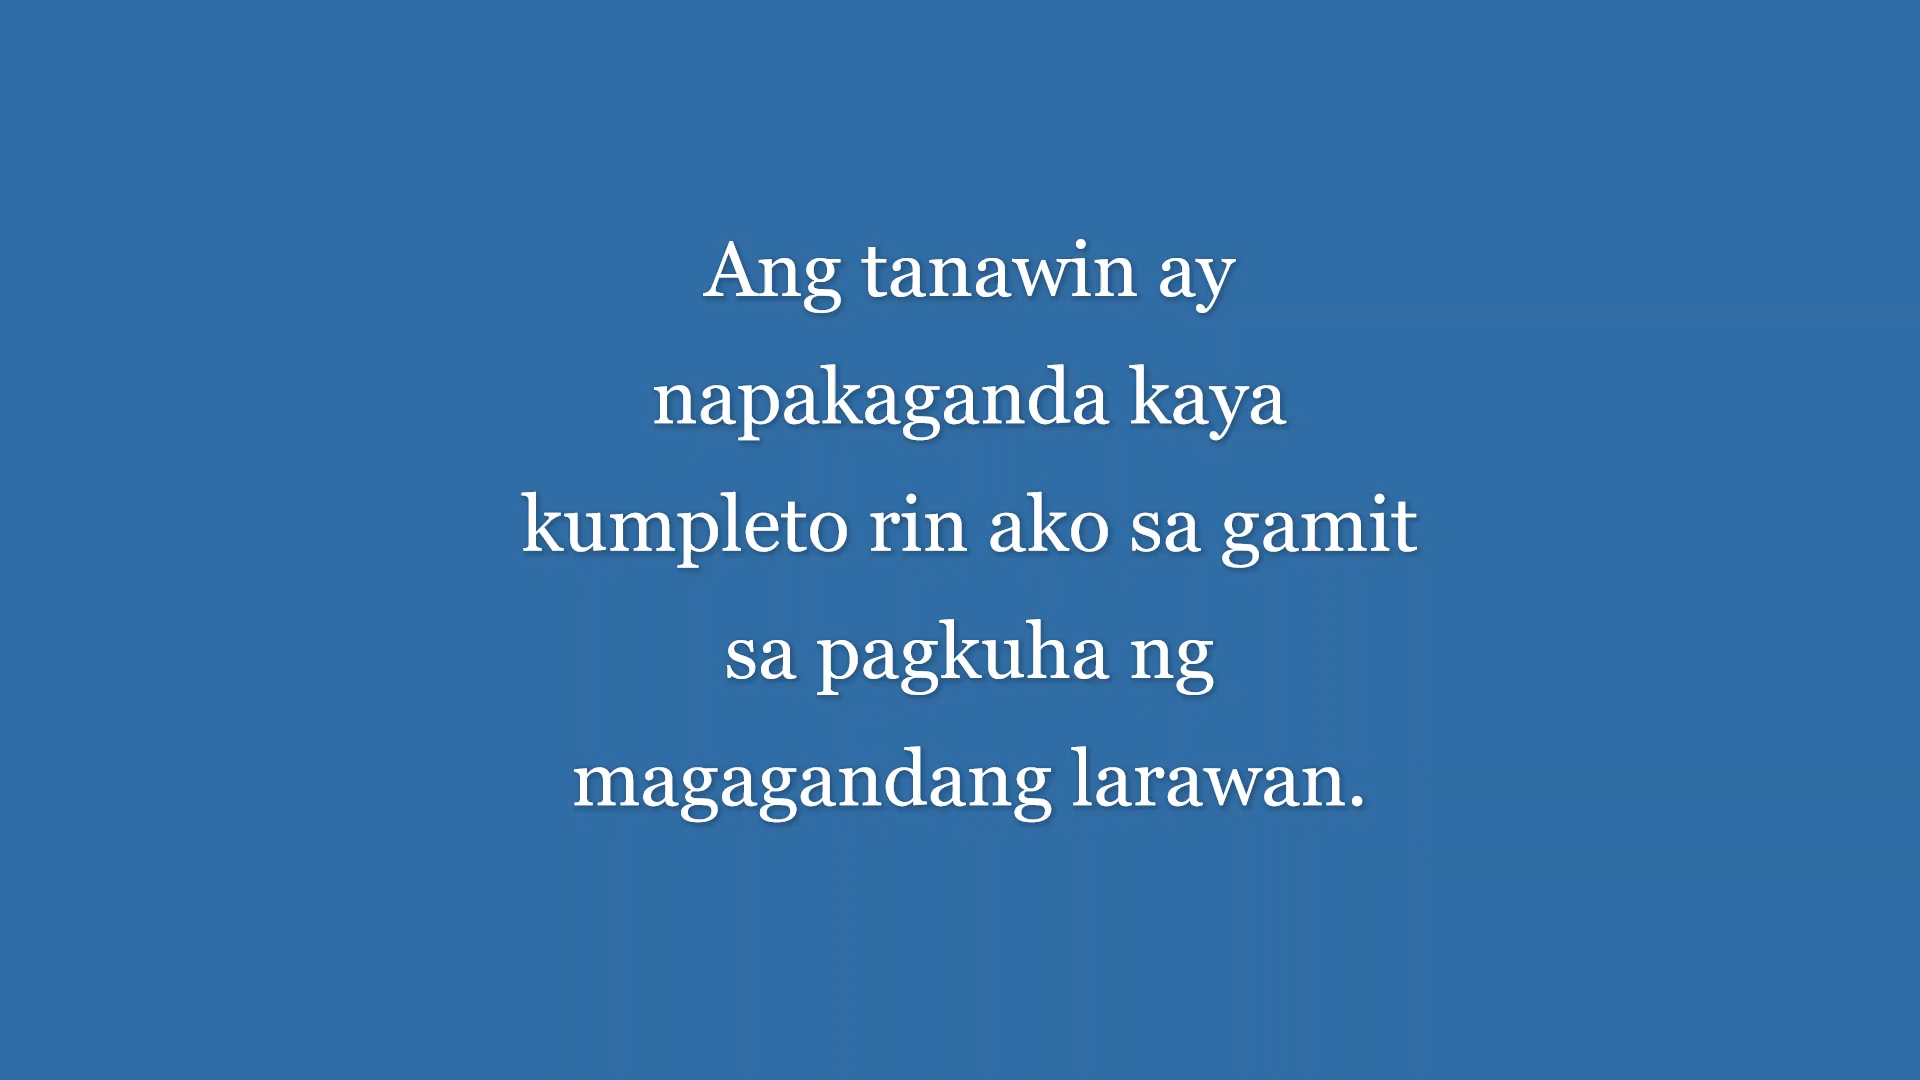 Ang tanawin ay
napakaganda kaya
kumpleto rin ako sa gamit
sa pagkuha ng
magagandang larawan.